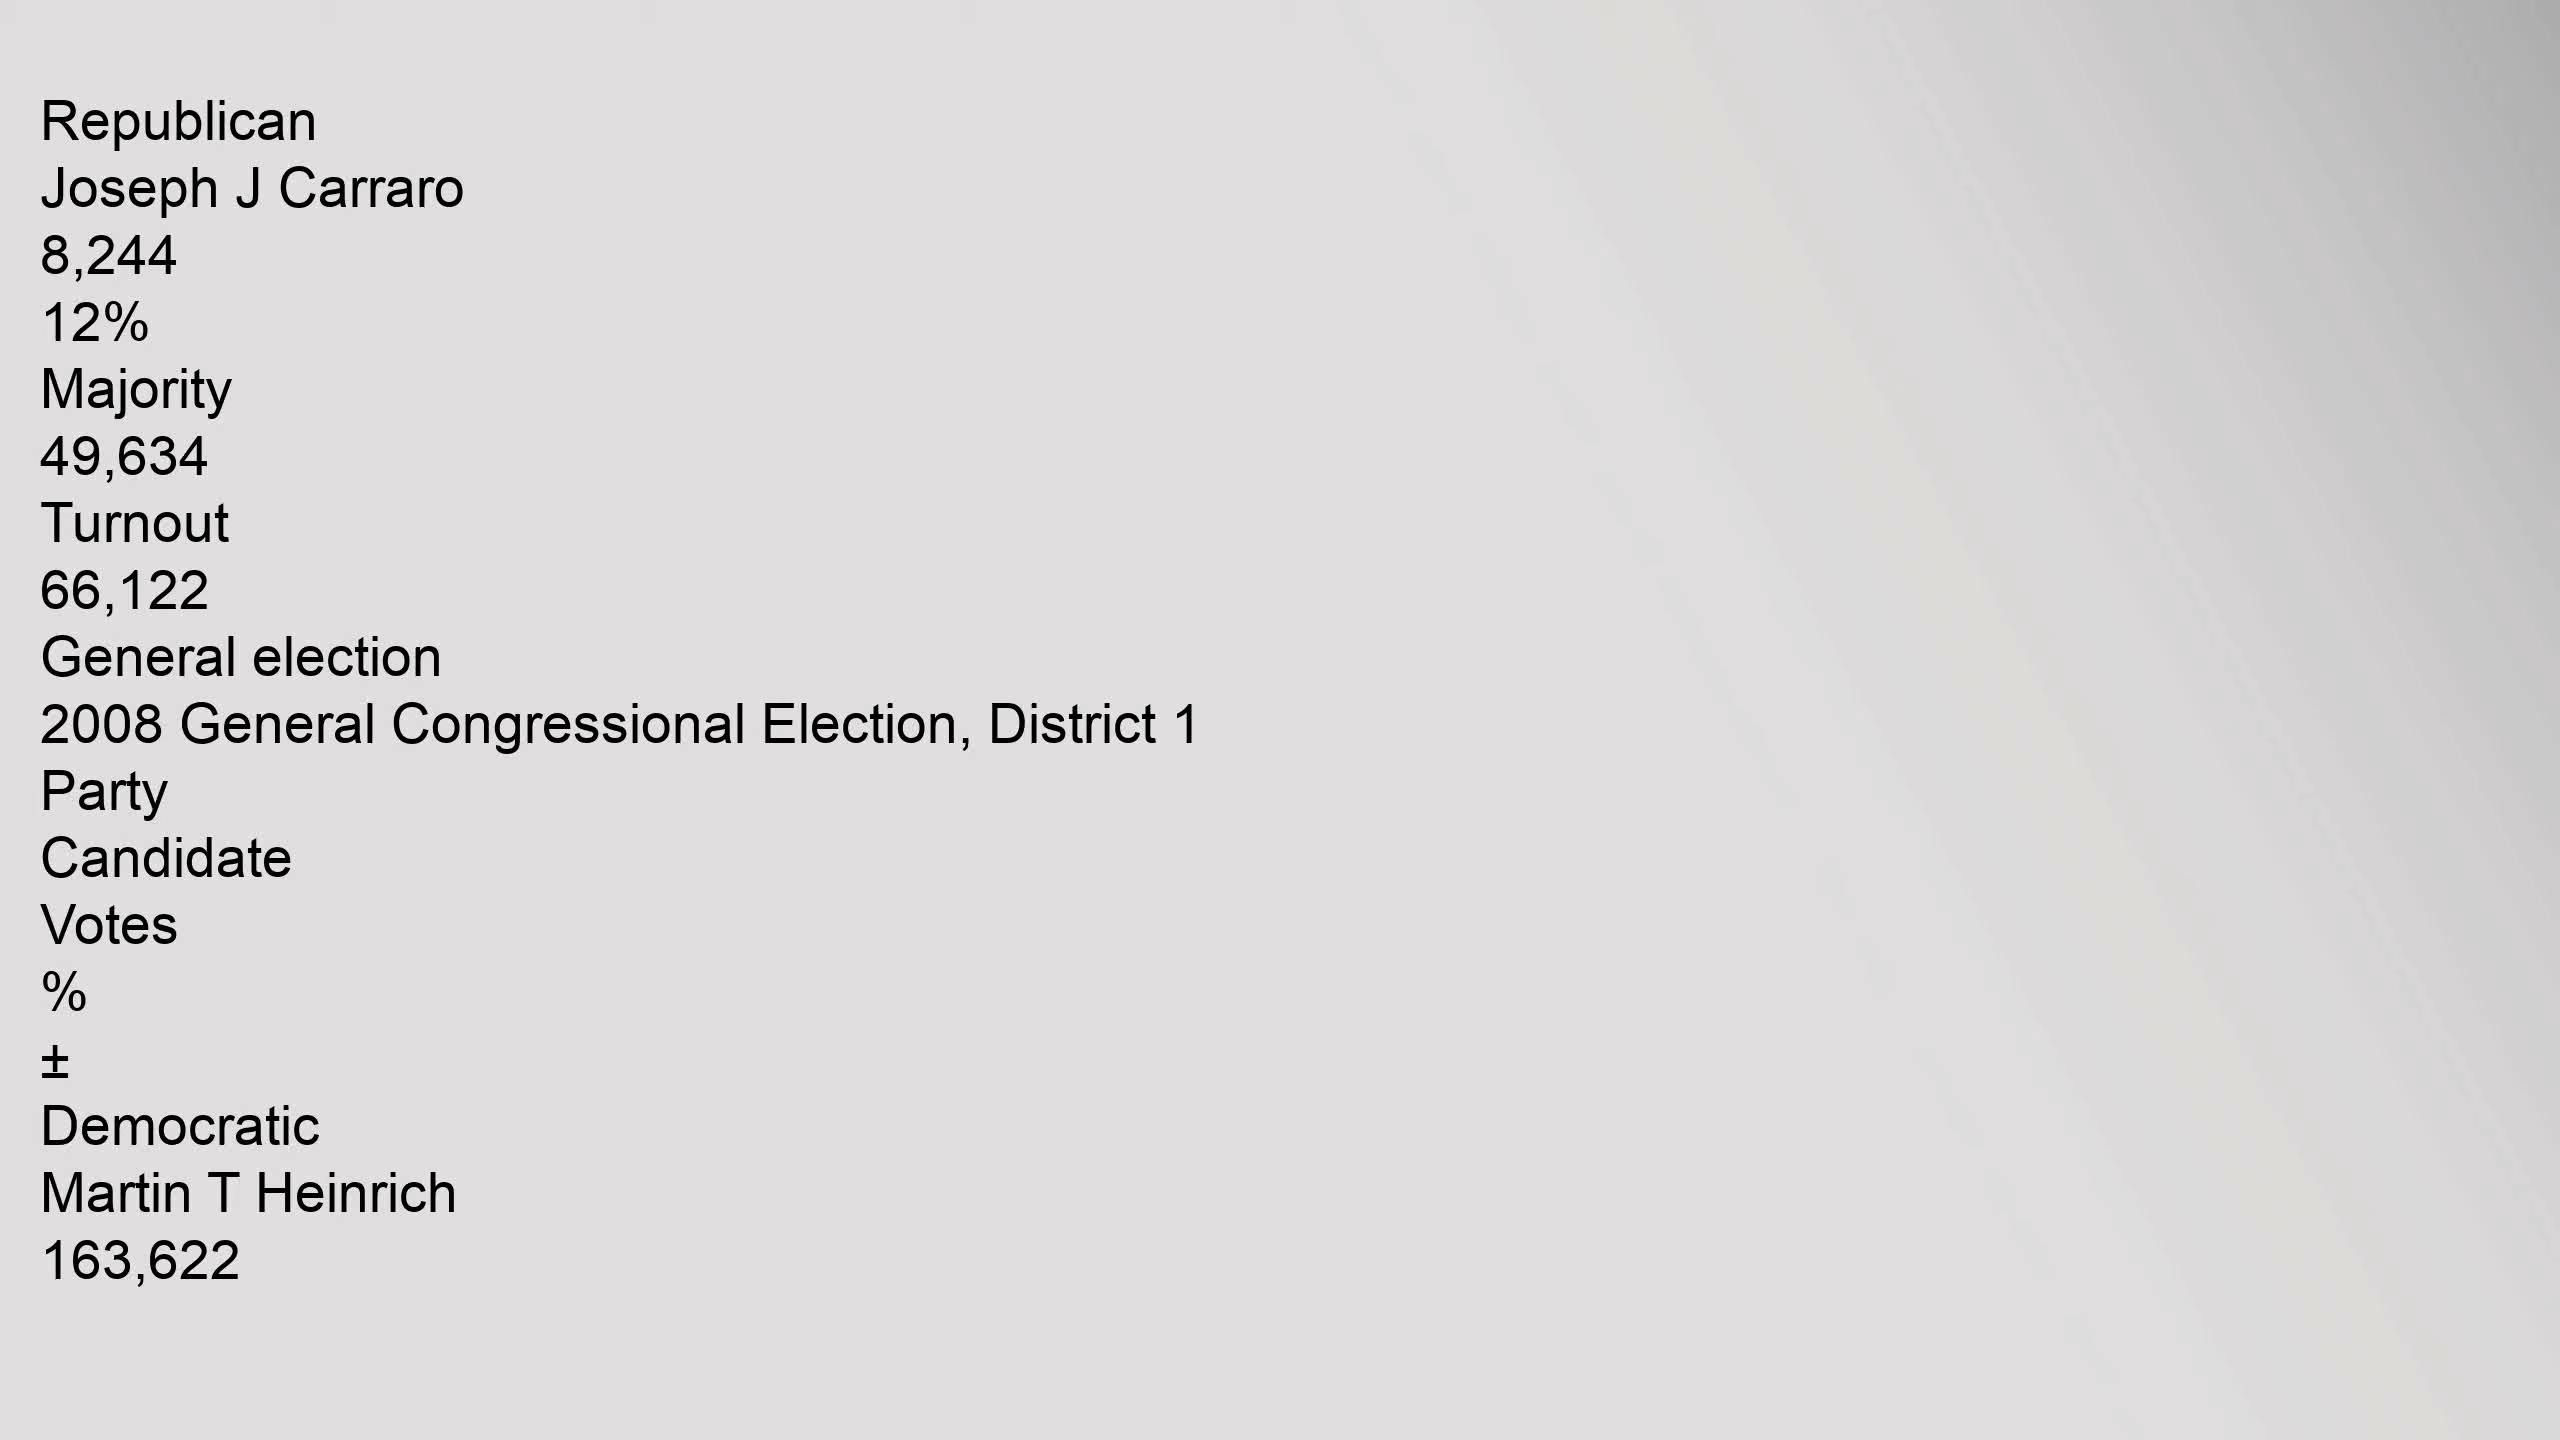 Republican
Joseph J Carraro
8,244
12%
Majority
49,634
Turnout
66,122
General election
2008 General Congressional Election, District 1
Party
Candidate
Votes
%
±
Democratic
Martin T Heinrich
163,622